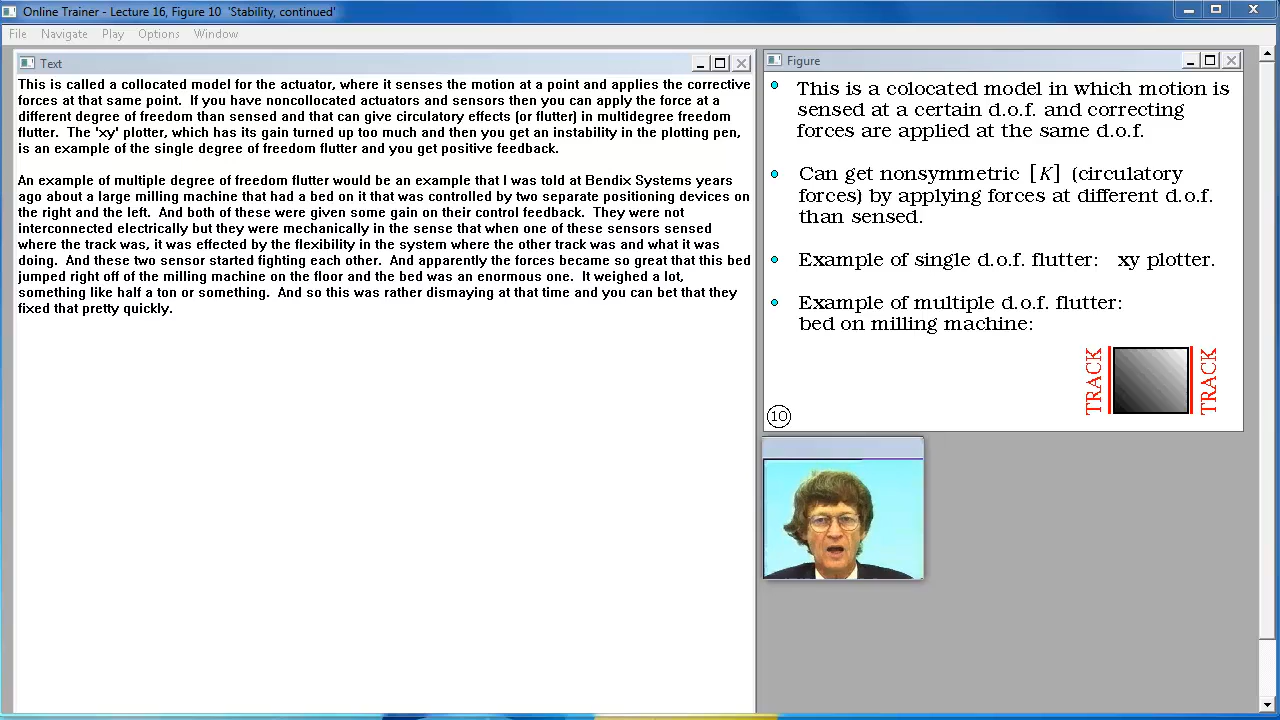 Online Trainer - Lecture 16, Figure 10 'Stability, continued'
File Navigate Play Options Window
Text
This is called a collocated model for the actuator, where it senses the motion at a point and applies the corrective
forces at that same point. If you have noncollocated actuators and sensors then you can apply the force at a
different degree of freedom than sensed and that can give circulatory effects (or flutter) in multidegree freedom
flutter. The 'xy' plotter, which has its gain turned up too much and then you get an instability in the plotting pen,
is an example of the single degree of freedom flutter and you get positive feedback.
An example of multiple degree of freedom flutter would be an example that I was told at Bendix Systems years
ago about a large milling machine that had a bed on it that was controlled by two separate positioning devices on
the right and the left. And both of these were given some gain on their control feedback. They were not
interconnected electrically but they were mechanically in the sense that when one of these sensors sensed
where the track was, it was effected by the flexibility in the system where the other track was and what it was
doing. And these two sensor started fighting each other. And apparently the forces became so great that this bed
jumped right off of the milling machine on the floor and the bed was an enormous one. It weighed a lot,
something like half a ton or something. And so this was rather dismaying at that time and you can bet that they
fixed that pretty quickly.
Figure
This is a colocated model in which motion is
sensed at a certain d.o.f. and correcting
forces are applied at the same d.o.f.
Can get nonsymmetric [K] (circulatory
forces) by applying forces at different d.o.f.
than sensed.
Example of single d.o.f. flutter: xy plotter.
Example of multiple d.o.f. flutter:
bed on milling machine:
TRACK
TRACK
10